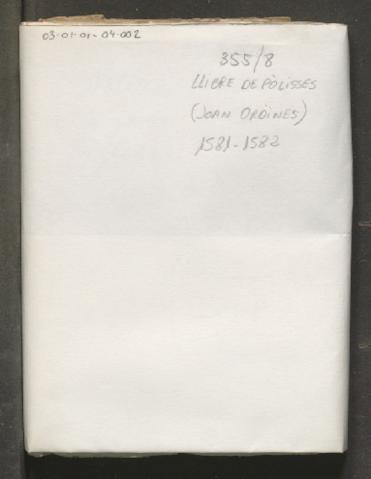 03-01-01-04-002
355/8
LLIBRE DE PÒLISSES
(JOAN ORDINES)
1581-1582